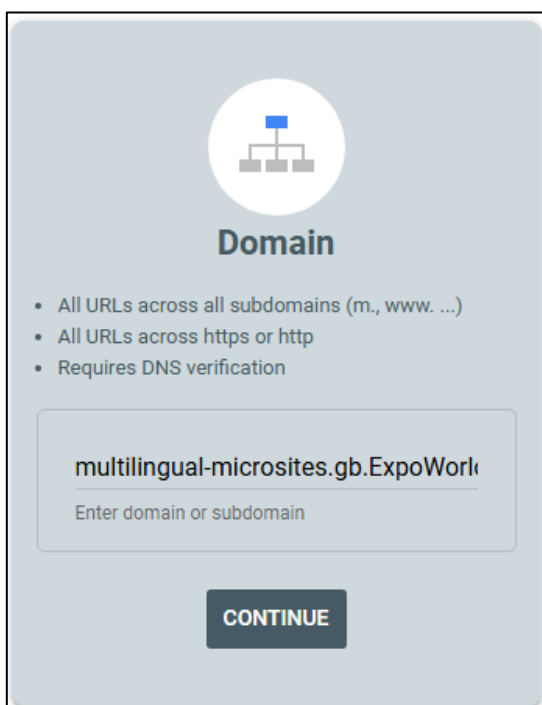 Domain
• All URLs across all subdomains (m., www. ...)
• All URLs across https or http
• Requires DNS verification
multilingual-microsites.gb.ExpoWorl
Enter domain or subdomain
CONTINUE